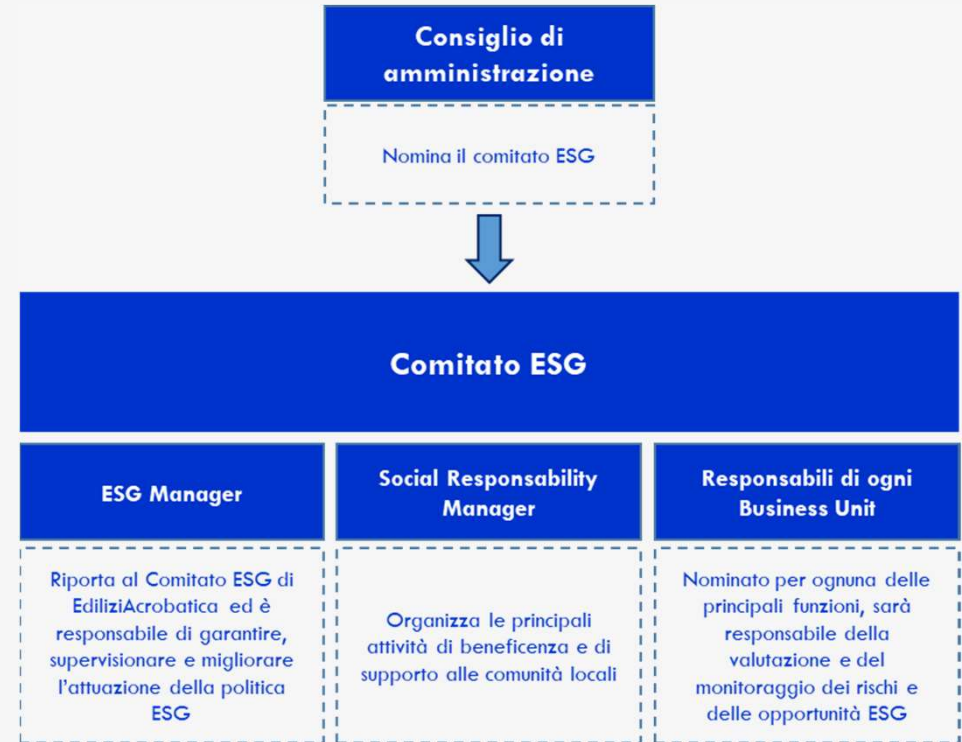 Consiglio di
amministrazione
Nomina il comitato ESG
Comitato ESG
ESG Manager
Riporta al Comitato ESG di
EdiliziAcrobatica ed è
responsabile di garantire,
supervisionare e migliorare
l'attuazione della politica
ESG
Social Responsability
Manager
Organizza le principali
attività di beneficenza e di
supporto alle comunità locali
Responsabili di ogni
Business Unit
Nominato per ognuna delle
principali funzioni, sarà
responsabile della
valutazione e del
monitoraggio dei rischi e
delle opportunità ESG